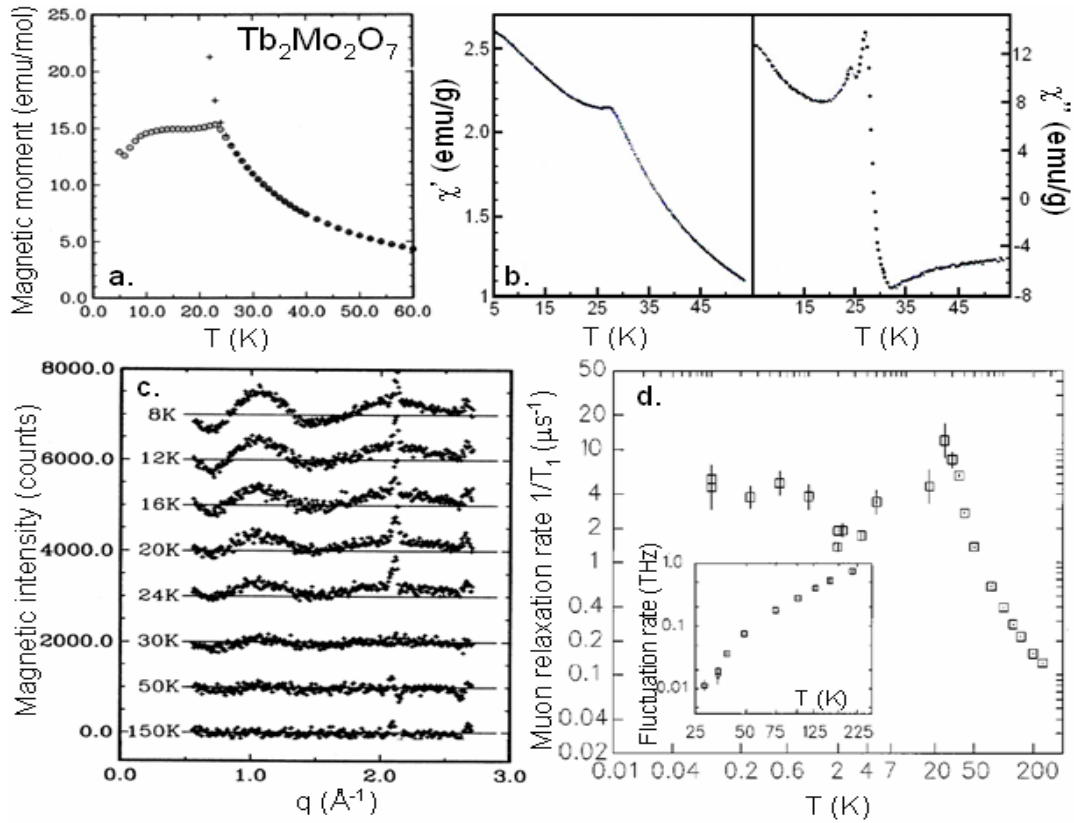 Tb2Mo2O7
Magnetic moment (emu/mol)
25.0
20.0
15.0
10.0
5.0
0.0
a.
0.0 10.0 20.0 30.0 40.0 50.0 60.0
T (K)
χ' (emu/g)
2.5
2.0
1.5
1
b.
5 15 25 35 45
T (K)
15 25 35 45
T (K)
12
8
4
0
-4
-8
χ'' (emu/g)
Magnetic intensity (counts)
8000.0
6000.0
4000.0
2000.0
0.0
c.
8K
12K
16K
20K
24K
30K
50K
150K
0.0 1.0 2.0 3.0
q (Å-1)
Muon relaxation rate 1/T1 (μs-1)
50
20
10
4
2
1
0.4
0.2
0.1
0.04
0.02
d.
Fluctuation rate (THz)
1.0
0.1
0.01
T (K)
25 50 75 125 225
0.01 0.04 0.2 0.6 2 4 7 20 50 200
T (K)